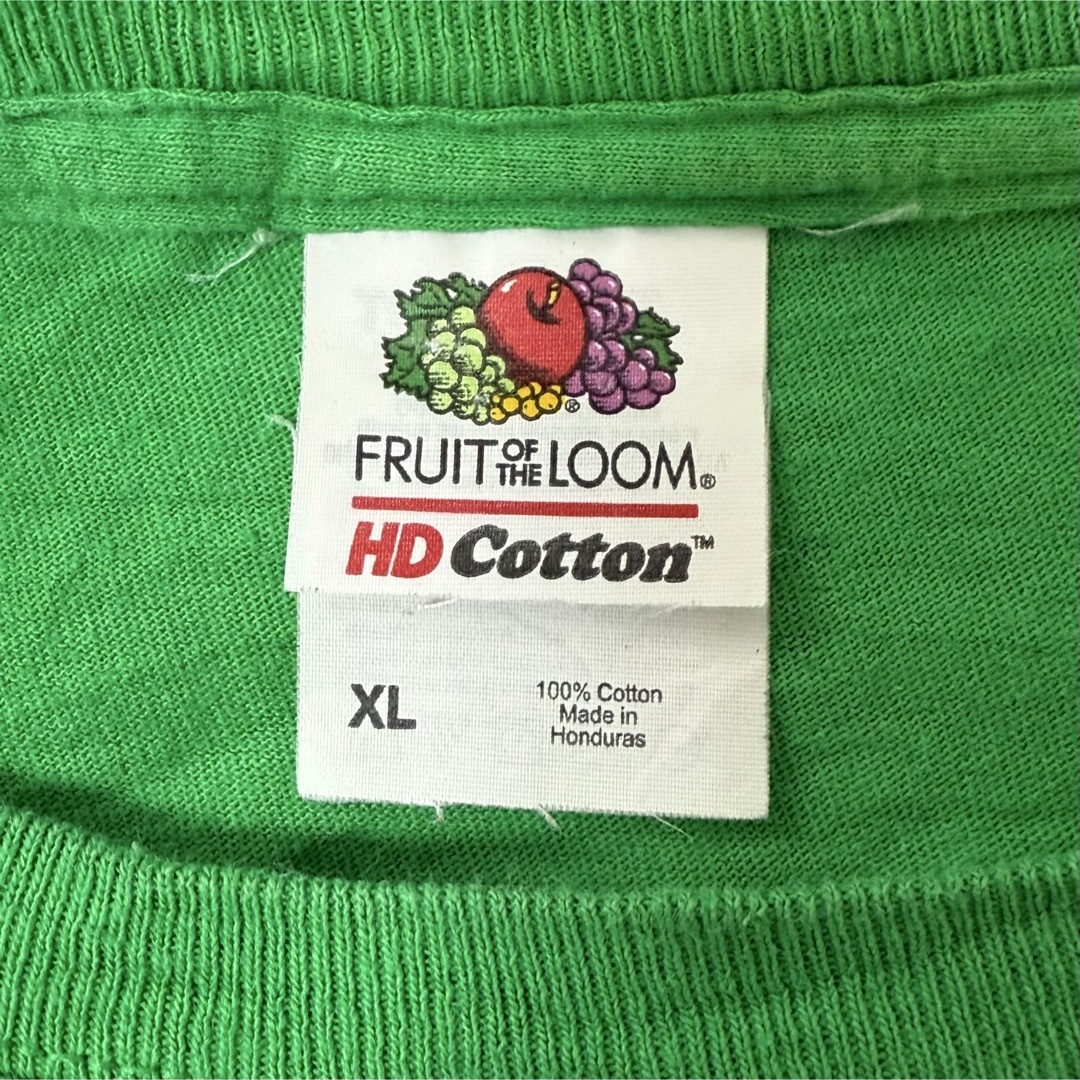 ®
FRUIT OF THE LOOM®
HD Cotton™
XL
100% Cotton
Made in
Honduras